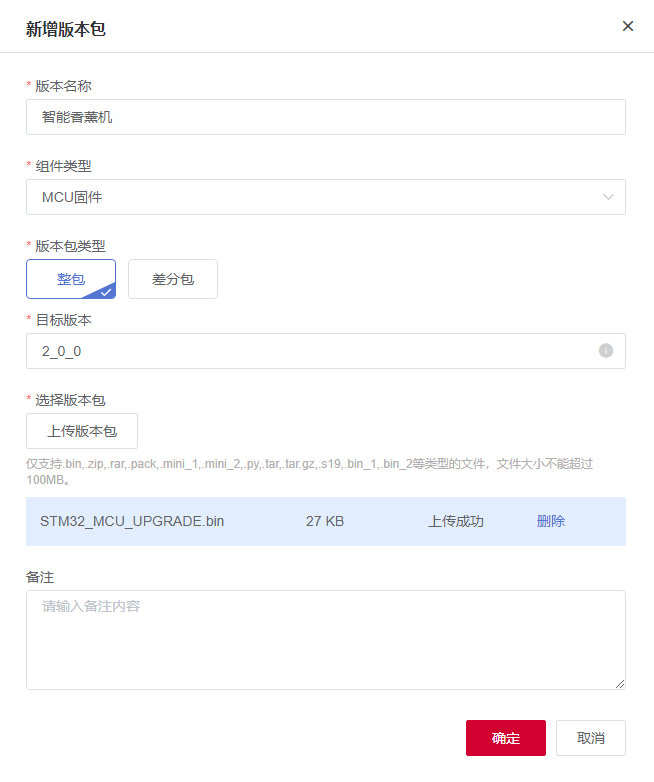 新增版本包
* 版本名称
智能香薰机
* 组件类型
MCU固件
* 版本包类型
整包 差分包
* 目标版本
2_0_0
* 选择版本包
上传版本包
仅支持.bin,.zip,.rar,.pack,.mini_1,.mini_2,.py,.tar,.tar.gz,.s19,.bin_1,.bin_2等类型的文件，文件大小不能超过
100MB。
STM32_MCU_UPGRADE.bin 27 KB 上传成功 删除
备注
请输入备注内容
确定 取消